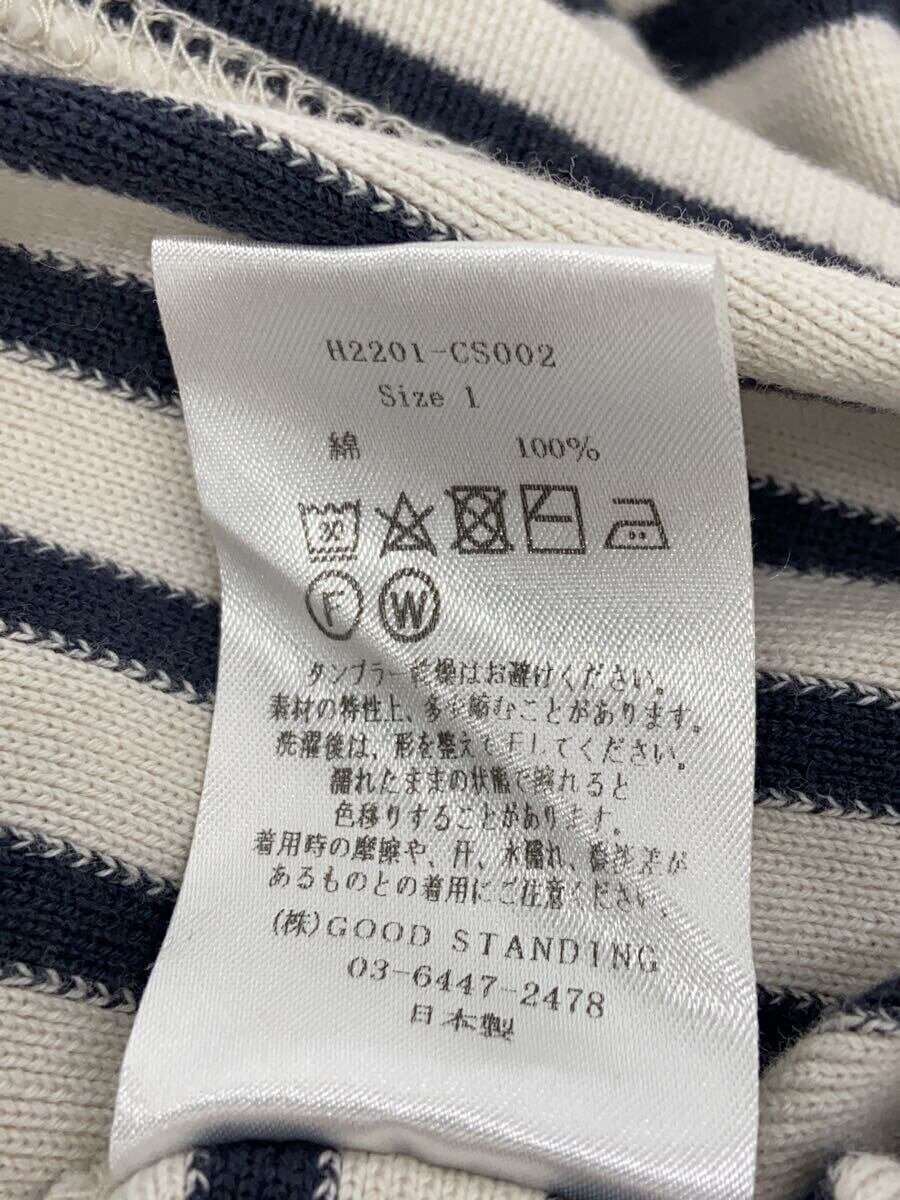 H2201-CS002
Size 1
綿 100%
30
F W
タンブラー乾燥はお避けください。
素材の特性上、多少縮むことがあります。
洗濯後は、形を整えて干してください。
濡れたままの状態で擦れると
色移りすることがあります。
着用時の摩擦や、汗、水濡れ、濃淡差が
あるものとの着用にご注意ください。
(株)GOOD STANDING
03-6447-2478
日本製